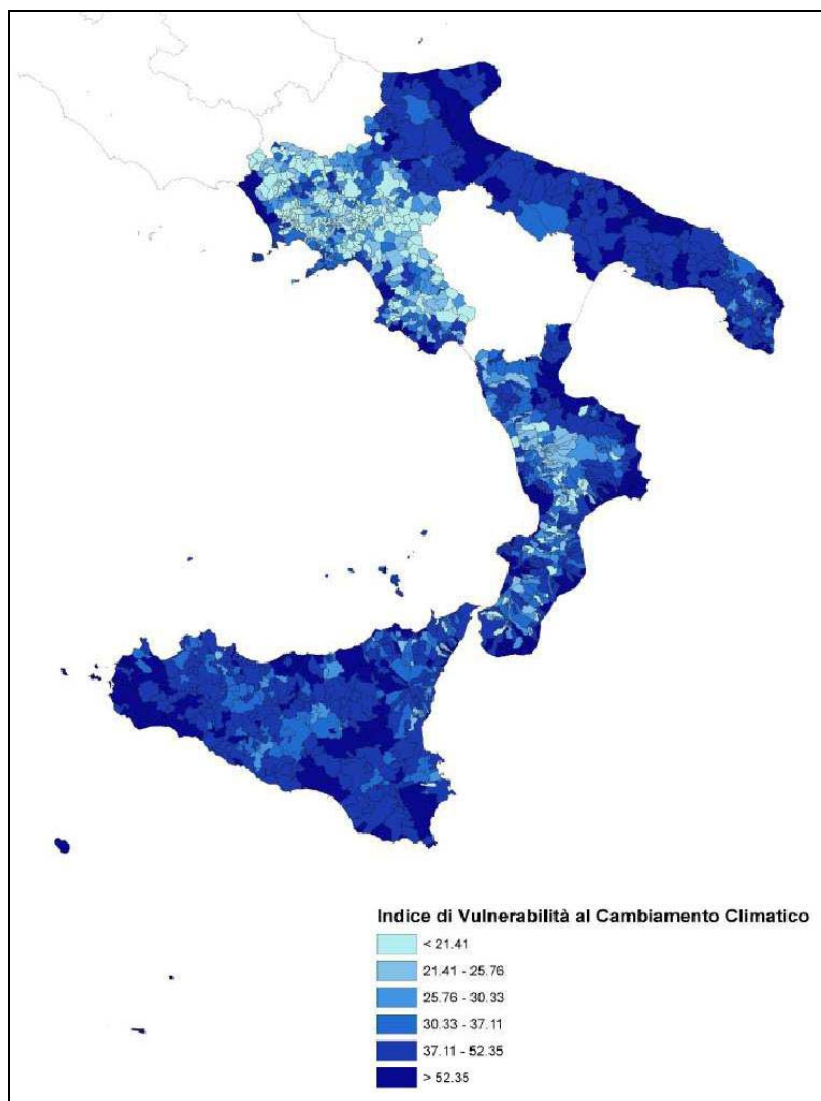 Indice di Vulnerabilità al Cambiamento Climatico
< 21.41
21.41 - 25.76
25.76 - 30.33
30.33 - 37.11
37.11 - 52.35
> 52.35